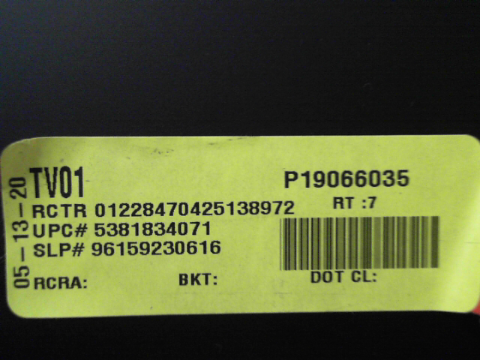 05-13-20
TV01
P19066035
RCTR 01228470425138972
RT :7
UPC# 5381834071
SLP# 96159230616
RCRA: BKT: DOT CL: